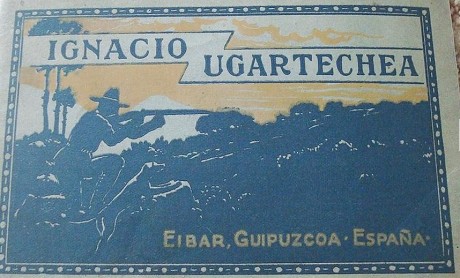 IGNACIO
UGARTECHEA
EIBAR, GUIPUZCOA · ESPAÑA ·